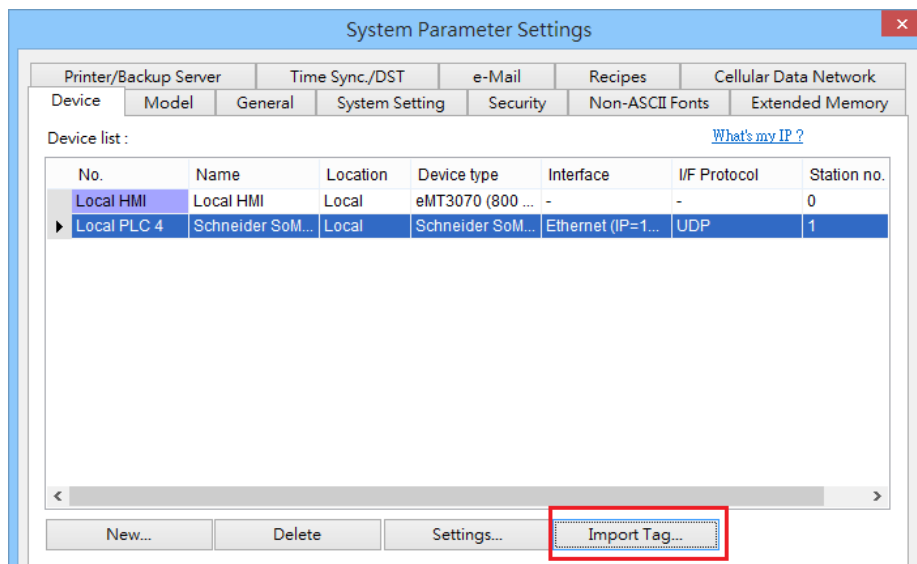 System Parameter Settings
Printer/Backup Server Time Sync./DST e-Mail Recipes Cellular Data Network
Device Model General System Setting Security Non-ASCII Fonts Extended Memory
Device list : What's my IP ?
No. Name Location Device type Interface I/F Protocol Station no.
Local HMI Local HMI Local eMT3070 (800 ... - - 0
Local PLC 4 Schneider SoM... Local Schneider SoM... Ethernet (IP=1... UDP 1
New... Delete Settings... Import Tag...